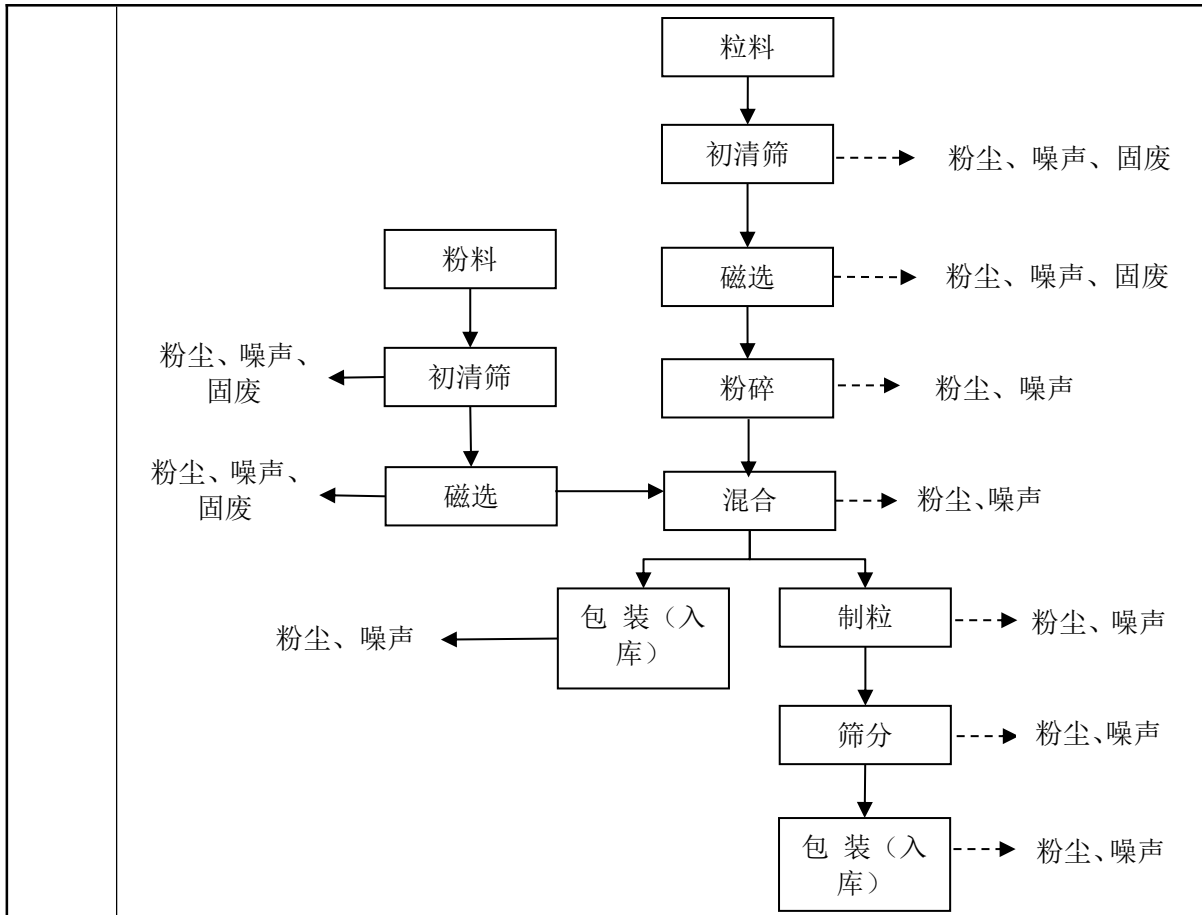 粒料
初清筛
粉尘、噪声、固废
磁选
粉尘、噪声、固废
粉料
粉尘、噪声、
固废
初清筛
粉碎
粉尘、噪声
粉尘、噪声、
固废
磁选
混合
粉尘、噪声
粉尘、噪声
包 装（入
库）
制粒
粉尘、噪声
筛分
粉尘、噪声
包 装（入
库）
粉尘、噪声